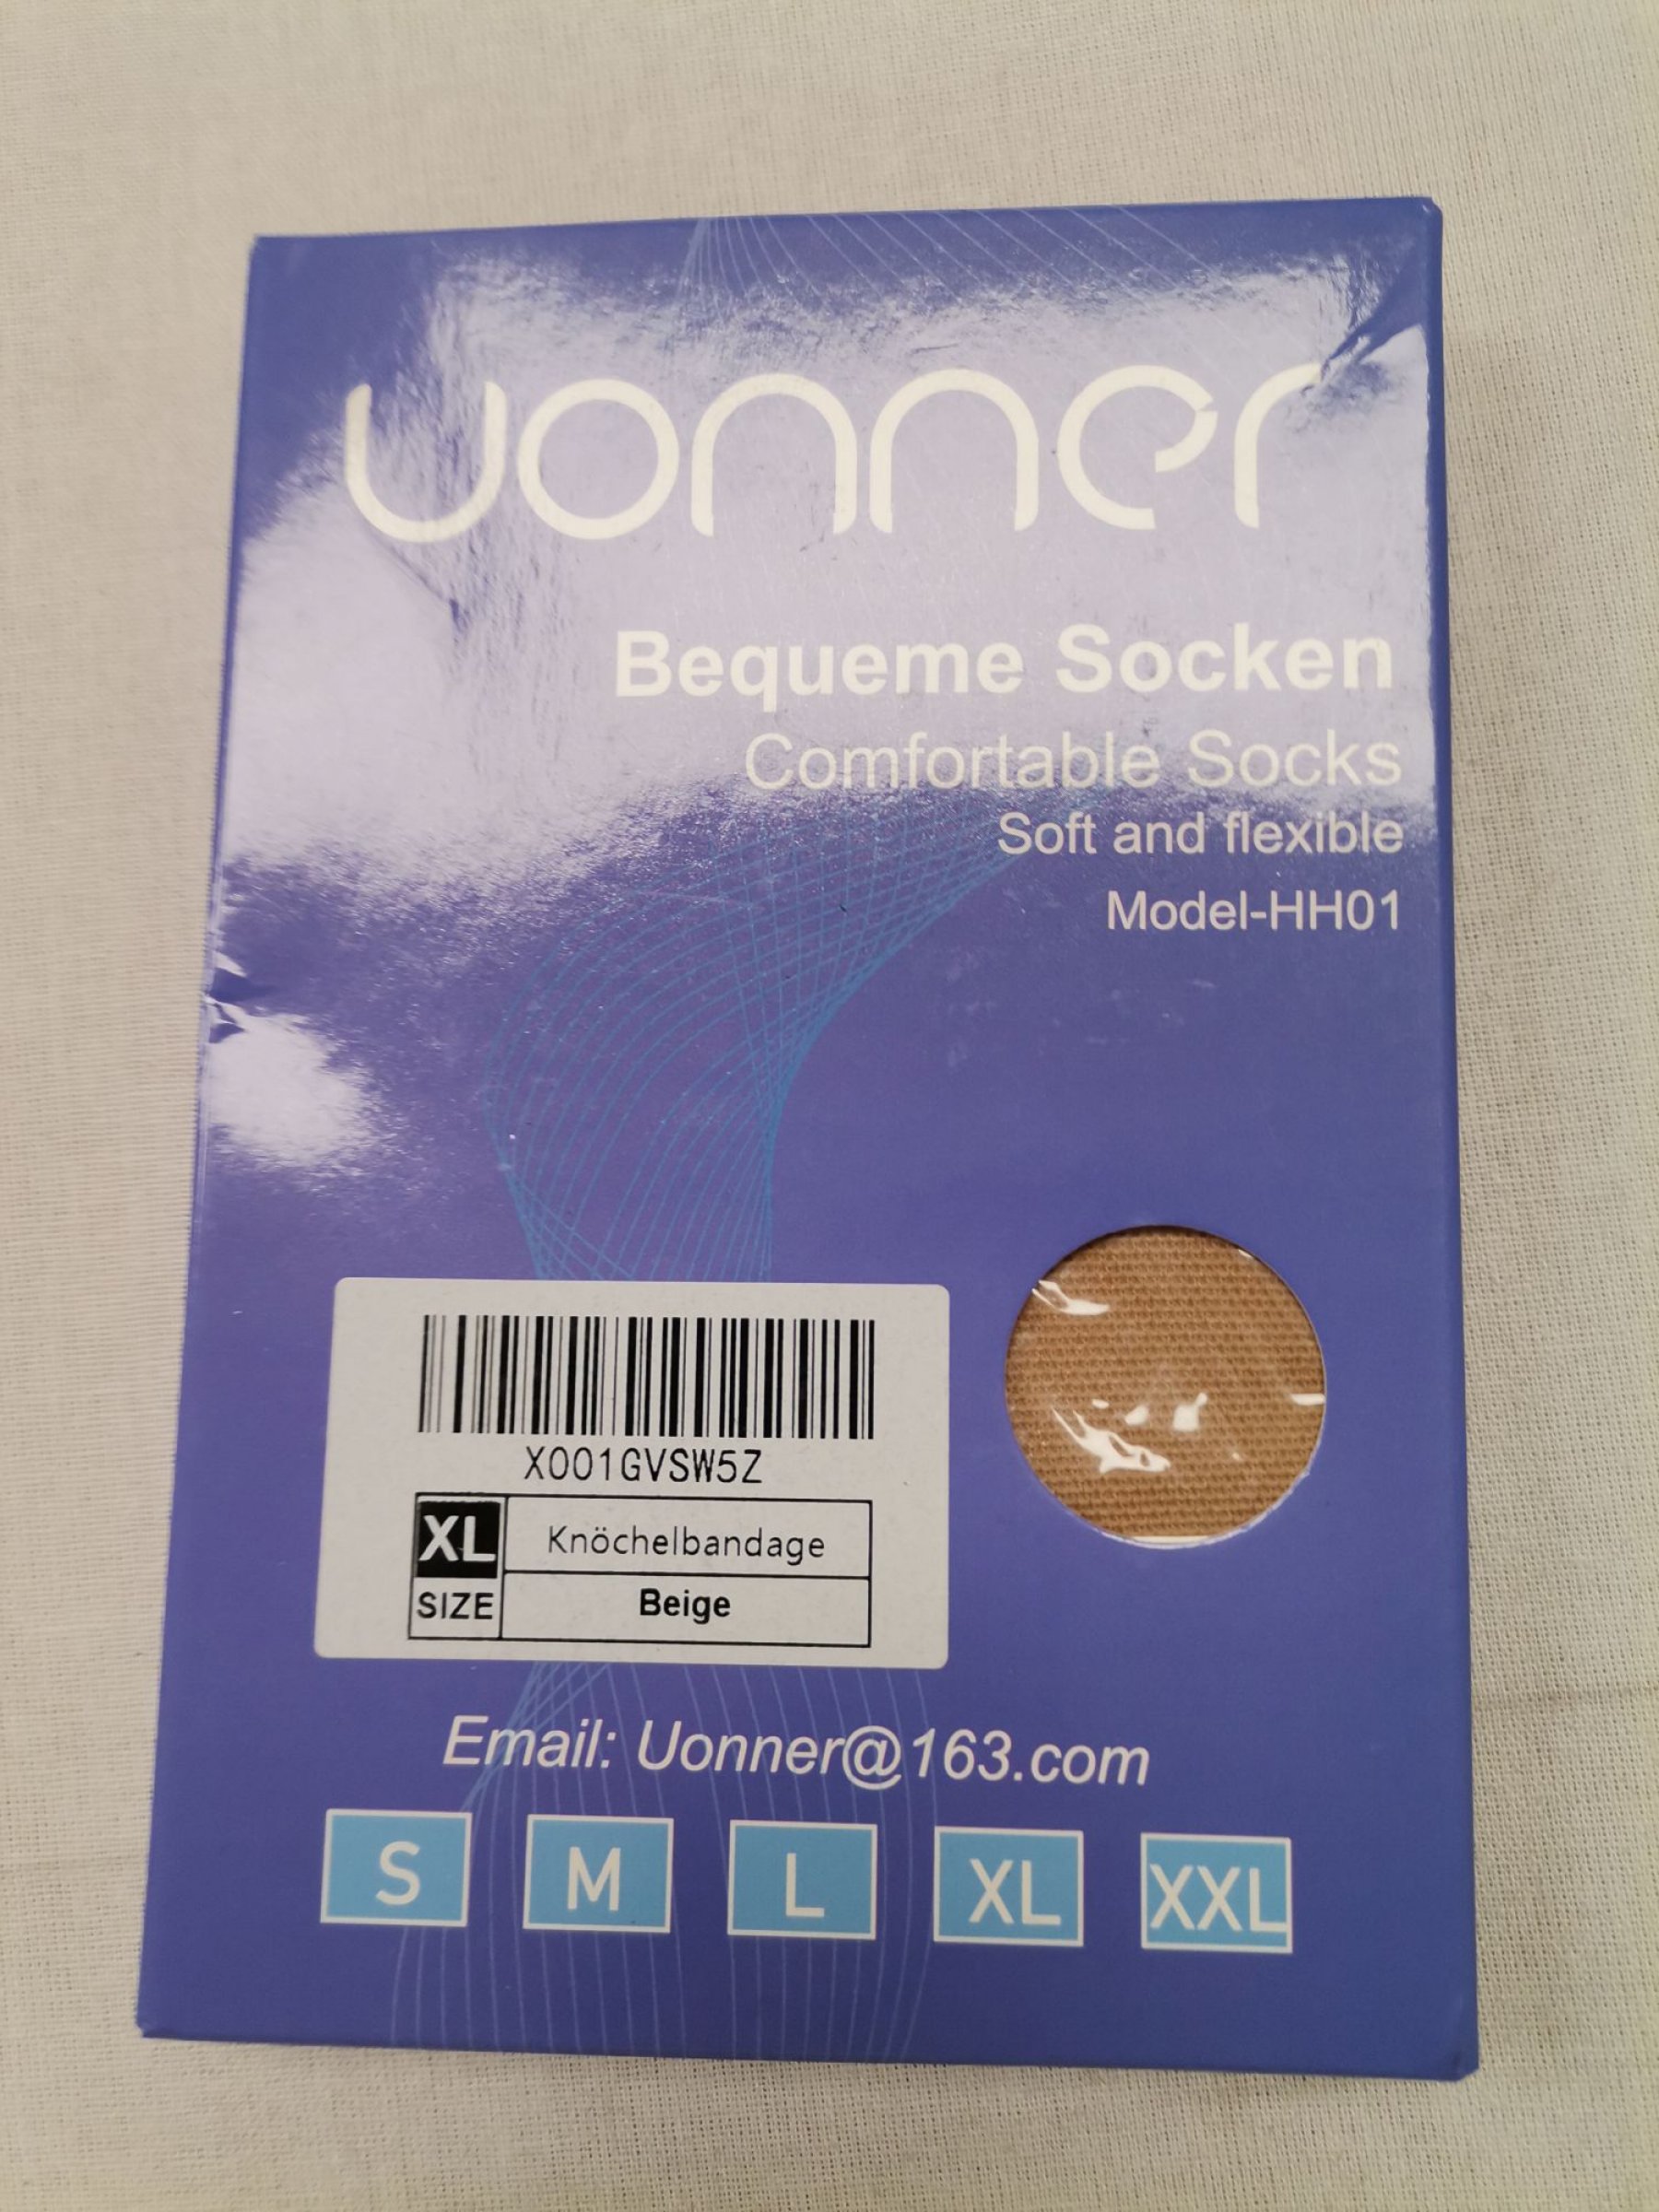 uonner
Bequeme Socken
Comfortable Socks
Soft and flexible
Model-HH01
X001GVSW5Z
XL Knöchelbandage
SIZE Beige
Email: Uonner@163.com
S M L XL XXL